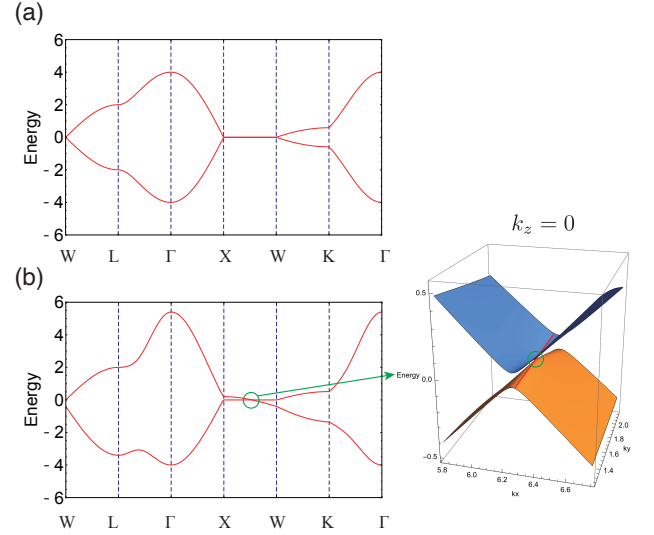 (a)
6
4
2
0
- 2
- 4
- 6
Energy
W L Γ X W K Γ
(b)
6
4
2
0
- 2
- 4
- 6
Energy
W L Γ X W K Γ
k_z = 0
0.5
Energy
0.0
−0.5
5.8
6.0
6.2
6.4
6.6
kx
2.0
1.8
1.6
1.4
ky